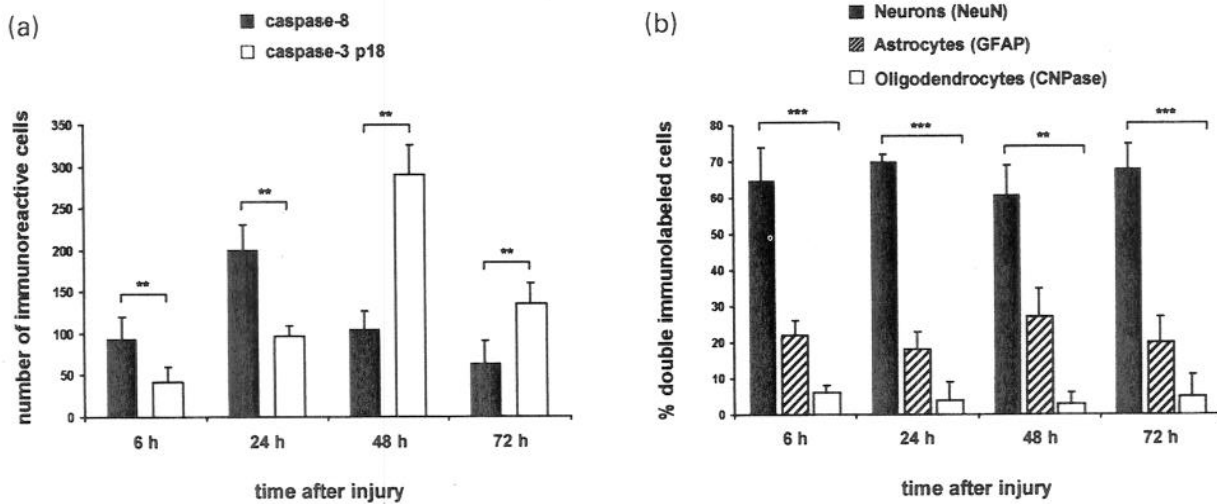 (a)
caspase-8
caspase-3 p18
number of immunoreactive cells
350
300
250
200
150
100
50
0
**
**
**
**
6 h
24 h
48 h
72 h
time after injury
(b)
Neurons (NeuN)
Astrocytes (GFAP)
Oligodendrocytes (CNPase)
% double immunolabeled cells
80
70
60
50
40
30
20
10
0
***
***
**
***
6 h
24 h
48 h
72 h
time after injury